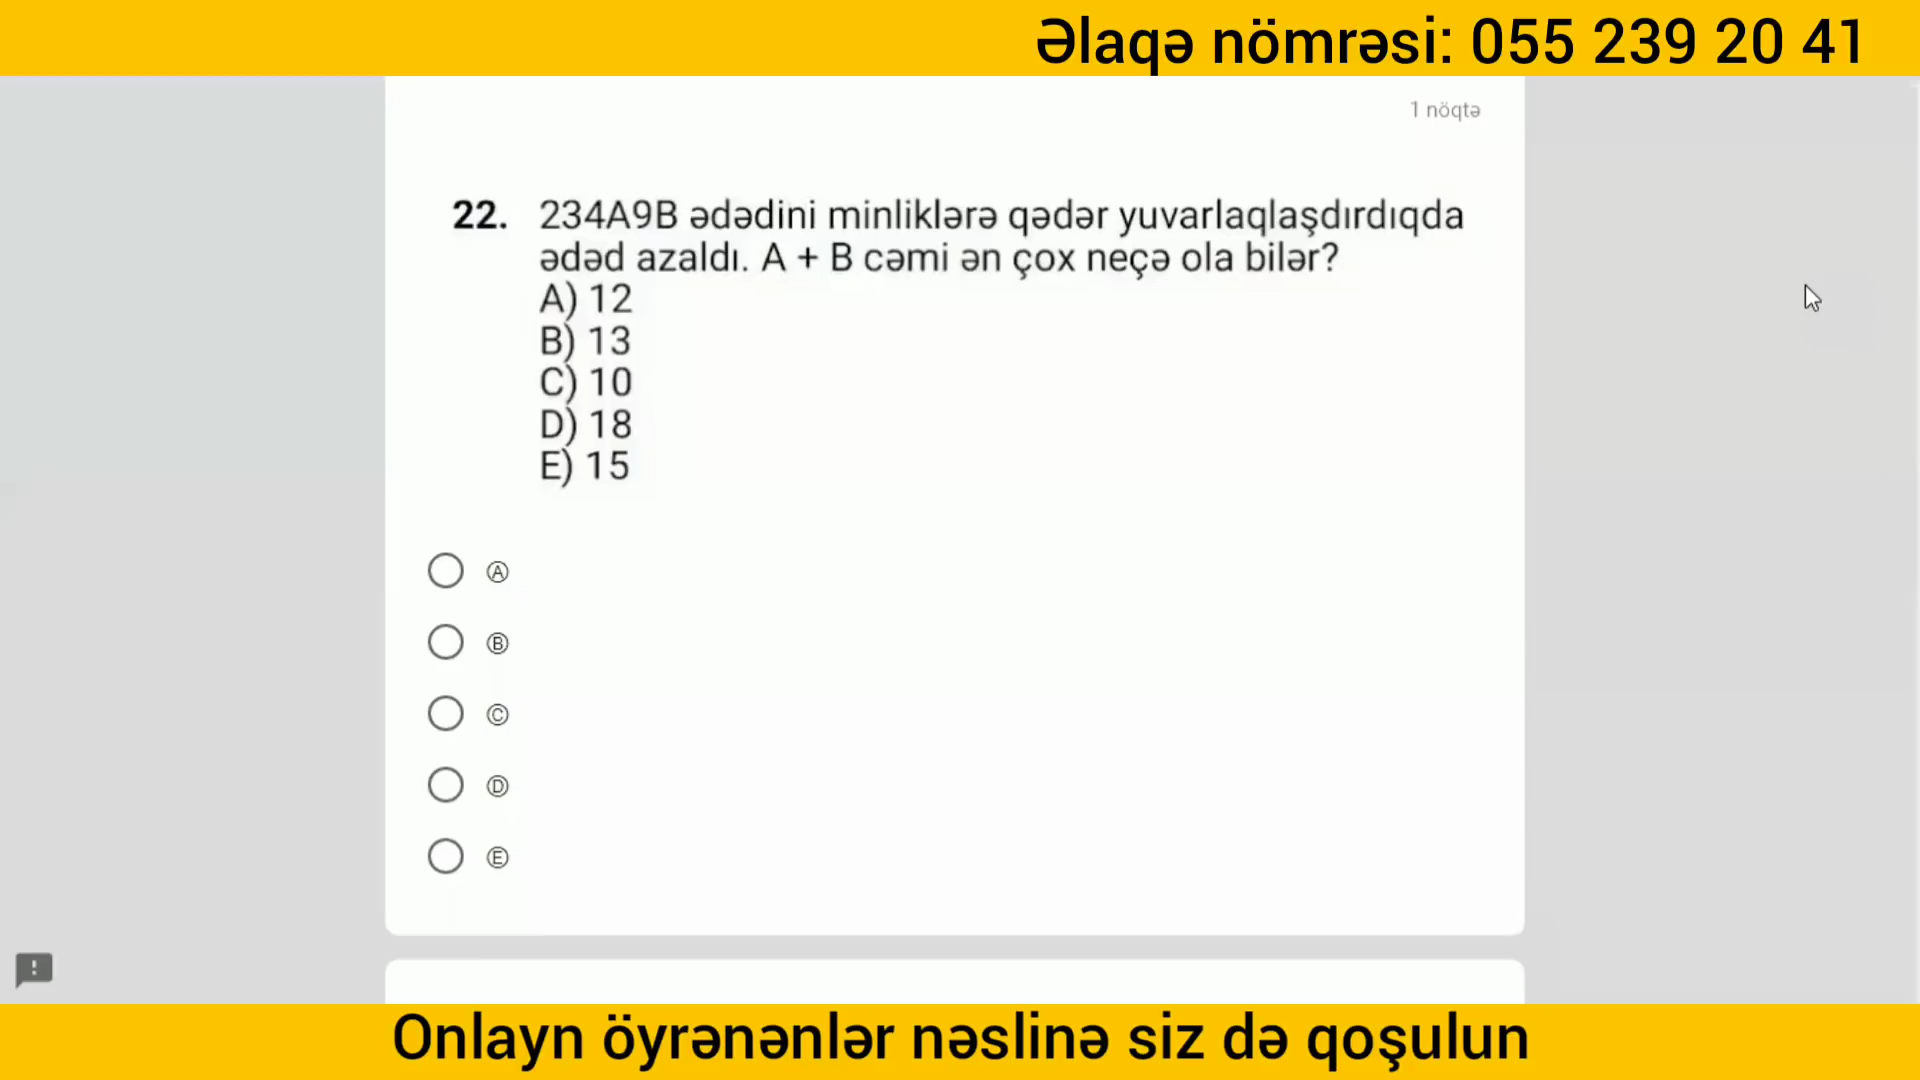 Əlaqə nömrəsi: 055 239 20 41
1 nöqtə
22. 234A9B ədədini minliklərə qədər yuvarlaqlaşdırdıqda
ədəd azaldı. A + B cəmi ən çox neçə ola bilər?
A) 12
B) 13
C) 10
D) 18
E) 15
Ⓐ
Ⓑ
Ⓒ
Ⓓ
Ⓔ
Onlayn öyrənənlər nəslinə siz də qoşulun